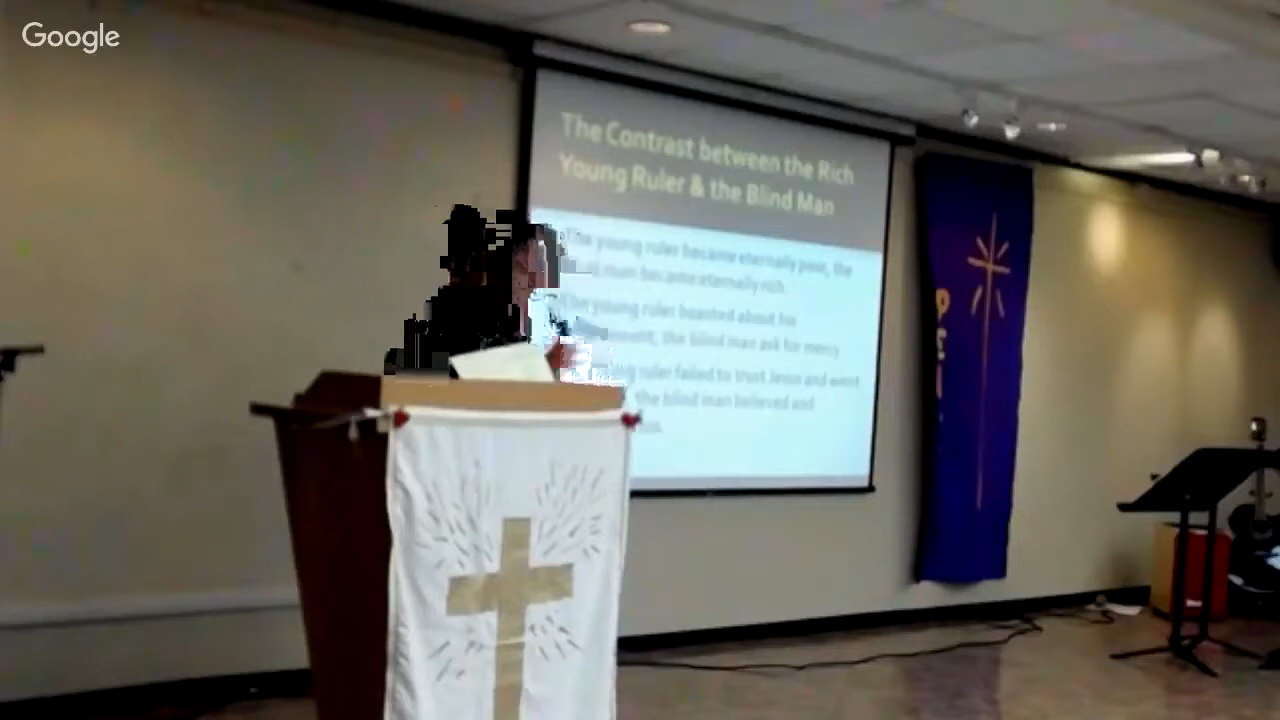 Google
The Contrast between the Rich
Young Ruler & the Blind Man
The young ruler became eternally poor, the
man became eternally rich.
The young ruler boasted about his
the blind man ask for mercy
ruler failed to trust Jesus and went
the blind man believed and